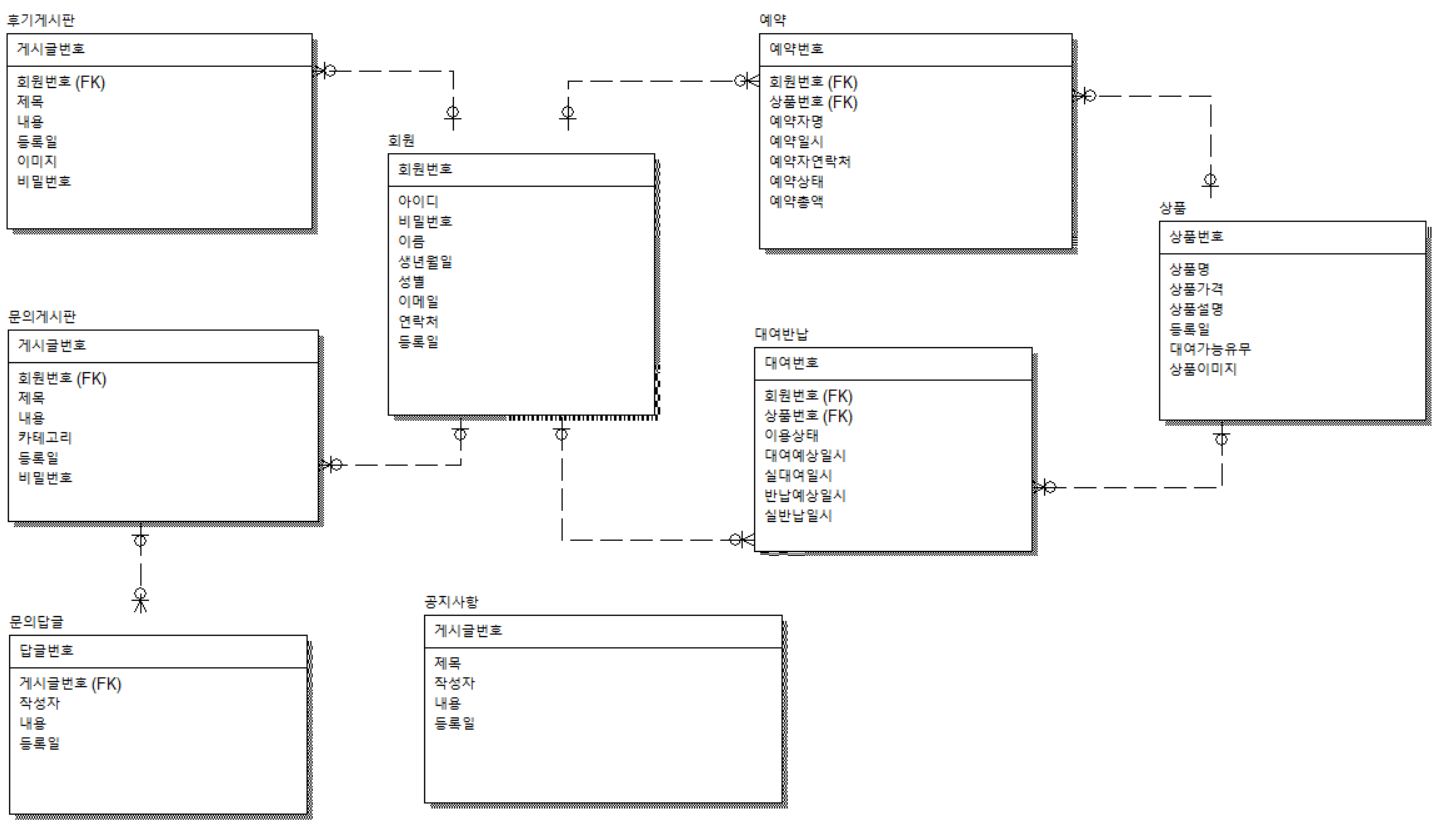 후기게시판
게시글번호
회원번호 (FK)
제목
내용
등록일
이미지
비밀번호
예약
예약번호
회원번호 (FK)
상품번호 (FK)
예약자명
예약일시
예약자연락처
예약상태
예약총액
회원
회원번호
아이디
비밀번호
이름
생년월일
성별
이메일
연락처
등록일
상품
상품번호
상품명
상품가격
상품설명
등록일
대여가능유무
상품이미지
문의게시판
게시글번호
회원번호 (FK)
제목
내용
카테고리
등록일
비밀번호
대여반납
대여번호
회원번호 (FK)
상품번호 (FK)
이용상태
대여예상일시
실대여일시
반납예상일시
실반납일시
문의답글
답글번호
게시글번호 (FK)
작성자
내용
등록일
공지사항
게시글번호
제목
작성자
내용
등록일